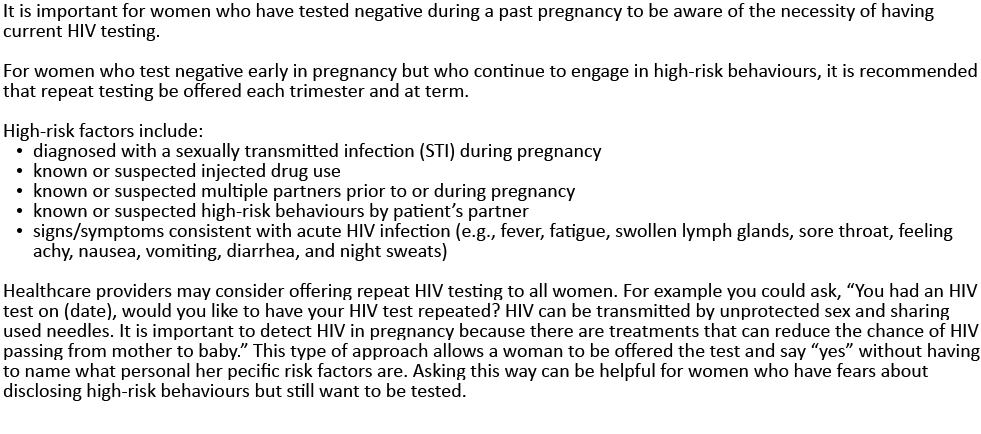 It is important for women who have tested negative during a past pregnancy to be aware of the necessity of having
current HIV testing.
For women who test negative early in pregnancy but who continue to engage in high-risk behaviours, it is recommended
that repeat testing be offered each trimester and at term.
High-risk factors include:
• diagnosed with a sexually transmitted infection (STI) during pregnancy
• known or suspected injected drug use
• known or suspected multiple partners prior to or during pregnancy
• known or suspected high-risk behaviours by patient’s partner
• signs/symptoms consistent with acute HIV infection (e.g., fever, fatigue, swollen lymph glands, sore throat, feeling
achy, nausea, vomiting, diarrhea, and night sweats)
Healthcare providers may consider offering repeat HIV testing to all women. For example you could ask, “You had an HIV
test on (date), would you like to have your HIV test repeated? HIV can be transmitted by unprotected sex and sharing
used needles. It is important to detect HIV in pregnancy because there are treatments that can reduce the chance of HIV
passing from mother to baby.” This type of approach allows a woman to be offered the test and say “yes” without having
to name what personal her pecific risk factors are. Asking this way can be helpful for women who have fears about
disclosing high-risk behaviours but still want to be tested.